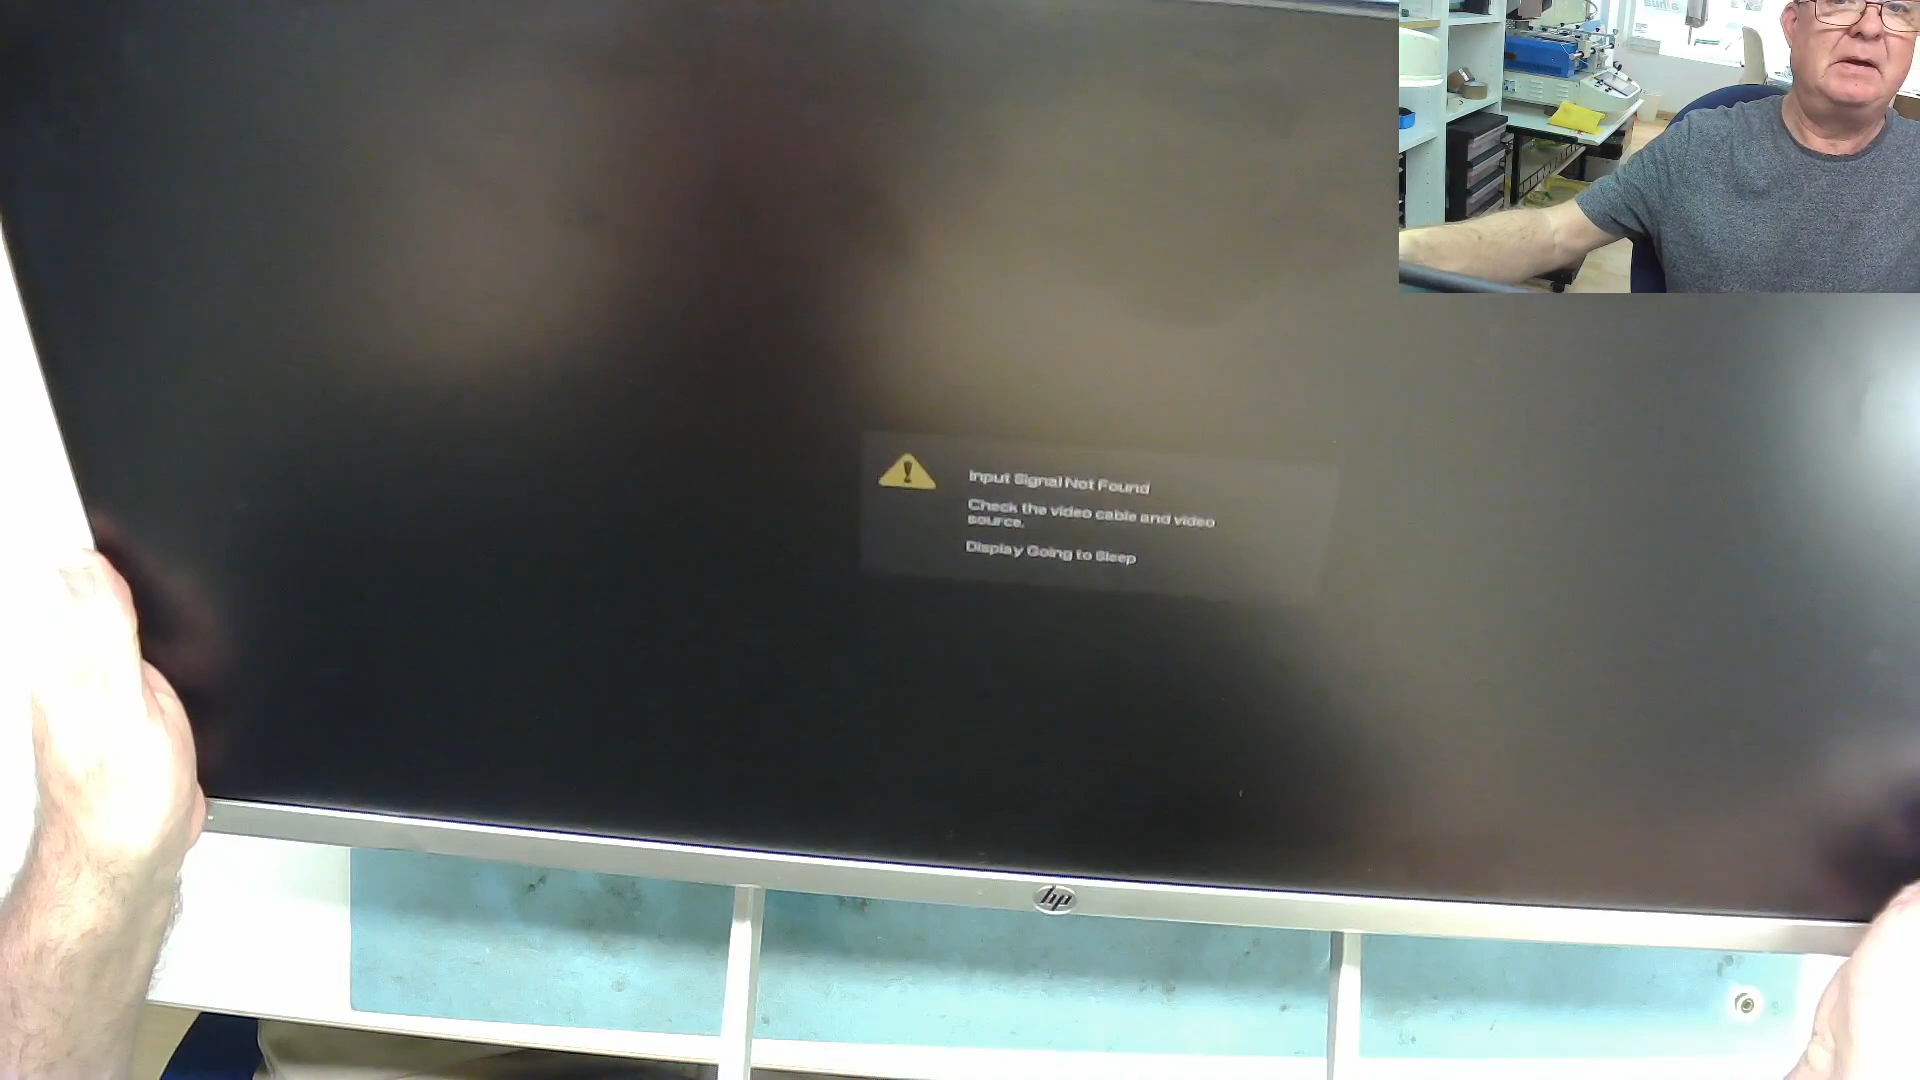 Input Signal Not Found
Check the video cable and video
source.
Display Going to Sleep
hp